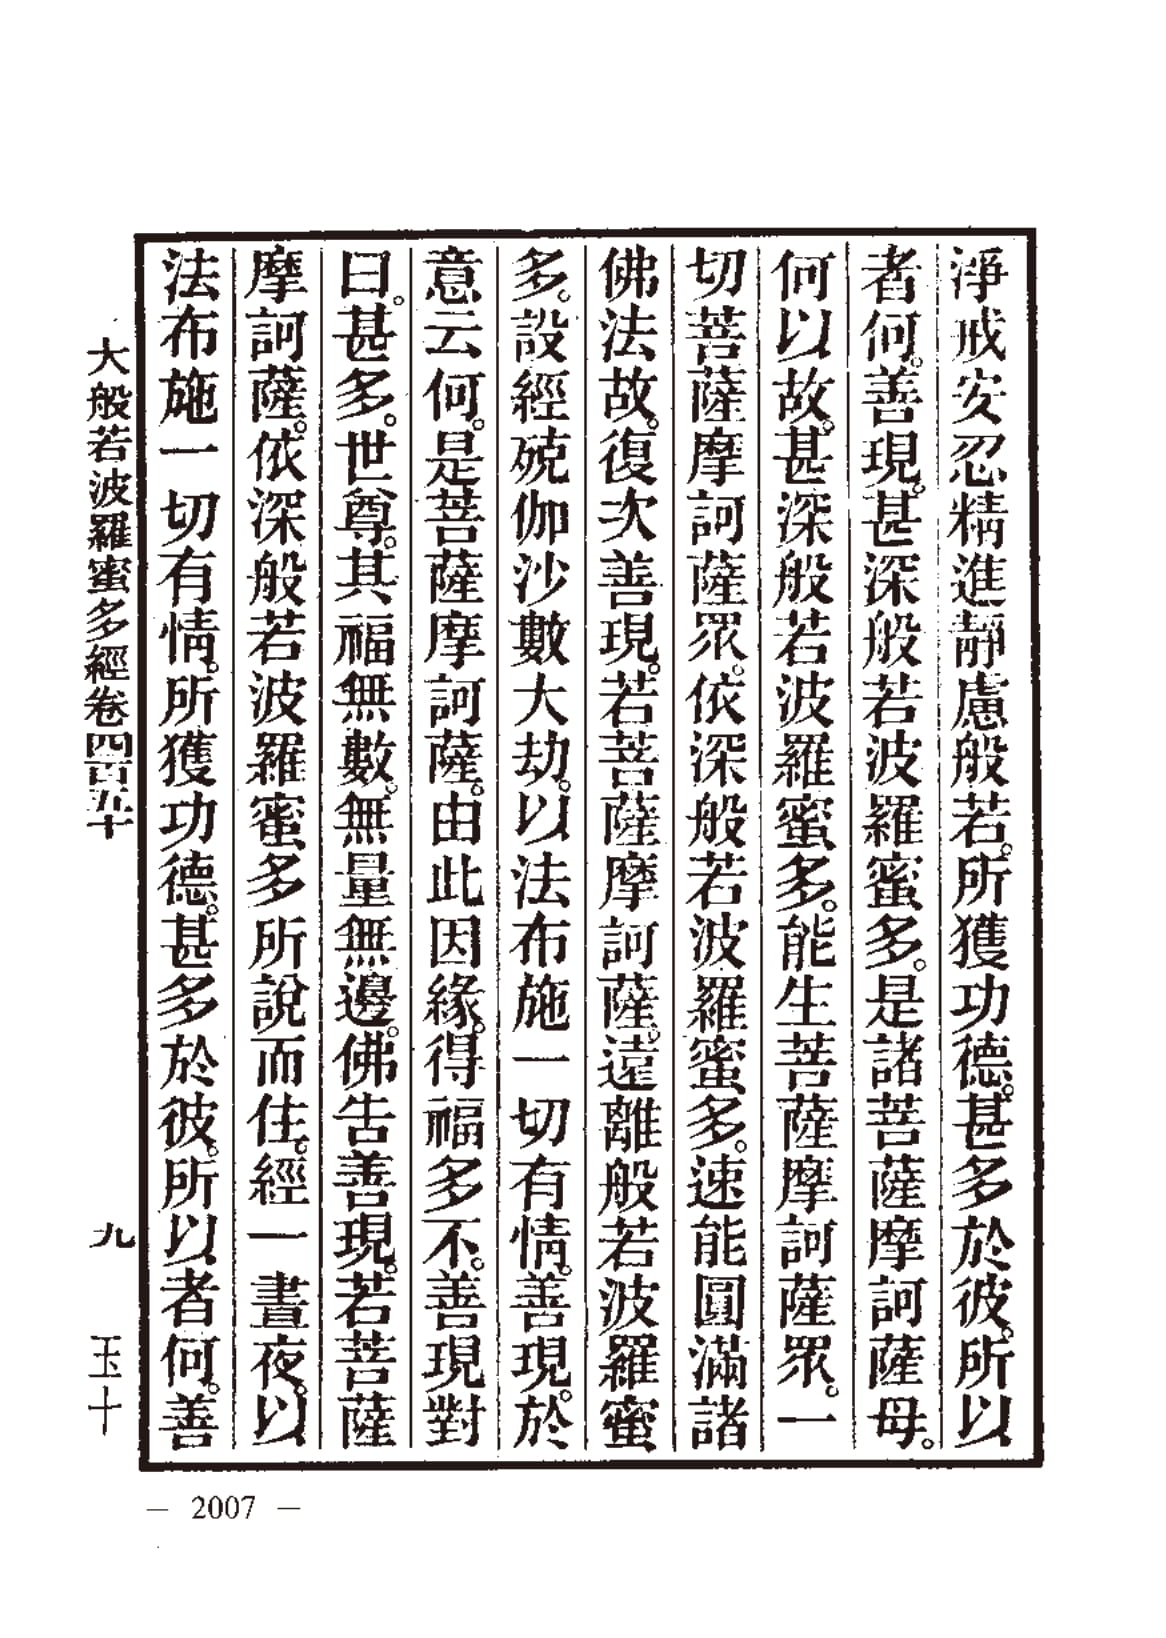 淨戒安忍精進靜慮般若。所獲功德。甚多於彼。所以
者何。善現。甚深般若波羅蜜多。是諸菩薩摩訶薩母。
何以故。甚深般若波羅蜜多。能生菩薩摩訶薩眾。一
切菩薩摩訶薩眾。依深般若波羅蜜多。速能圓滿諸
佛法故。復次善現。若菩薩摩訶薩。遠離般若波羅蜜
多。設經殑伽沙數大劫。以法布施一切有情。善現。於
意云何。是菩薩摩訶薩。由此因緣。得福多不。善現對
曰。甚多。世尊。其福無數。無量無邊。佛告善現。若菩薩
摩訶薩。依深般若波羅蜜多所說而住。經一晝夜。以
法布施一切有情。所獲功德。甚多於彼。所以者何。善
大般若波羅蜜多經卷四百五十 九 玉十
— 2007 —